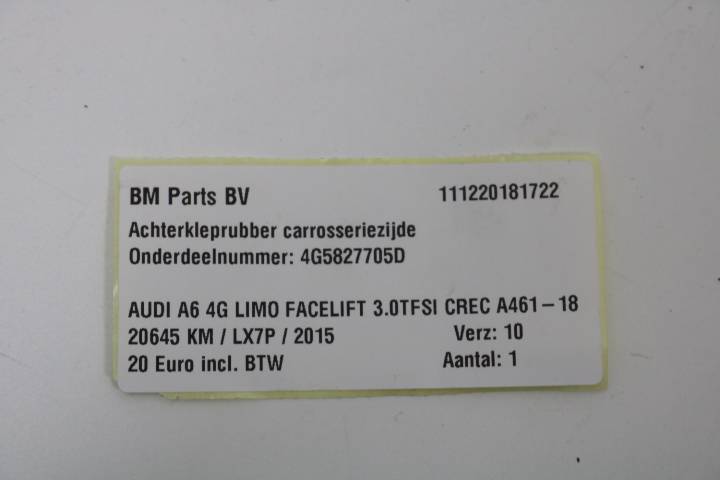 BM Parts BV 111220181722
Achterkleprubber carrosseriezijde
Onderdeelnummer: 4G5827705D
AUDI A6 4G LIMO FACELIFT 3.0TFSI CREC A461-18
20645 KM / LX7P / 2015 Verz: 10
20 Euro incl. BTW Aantal: 1